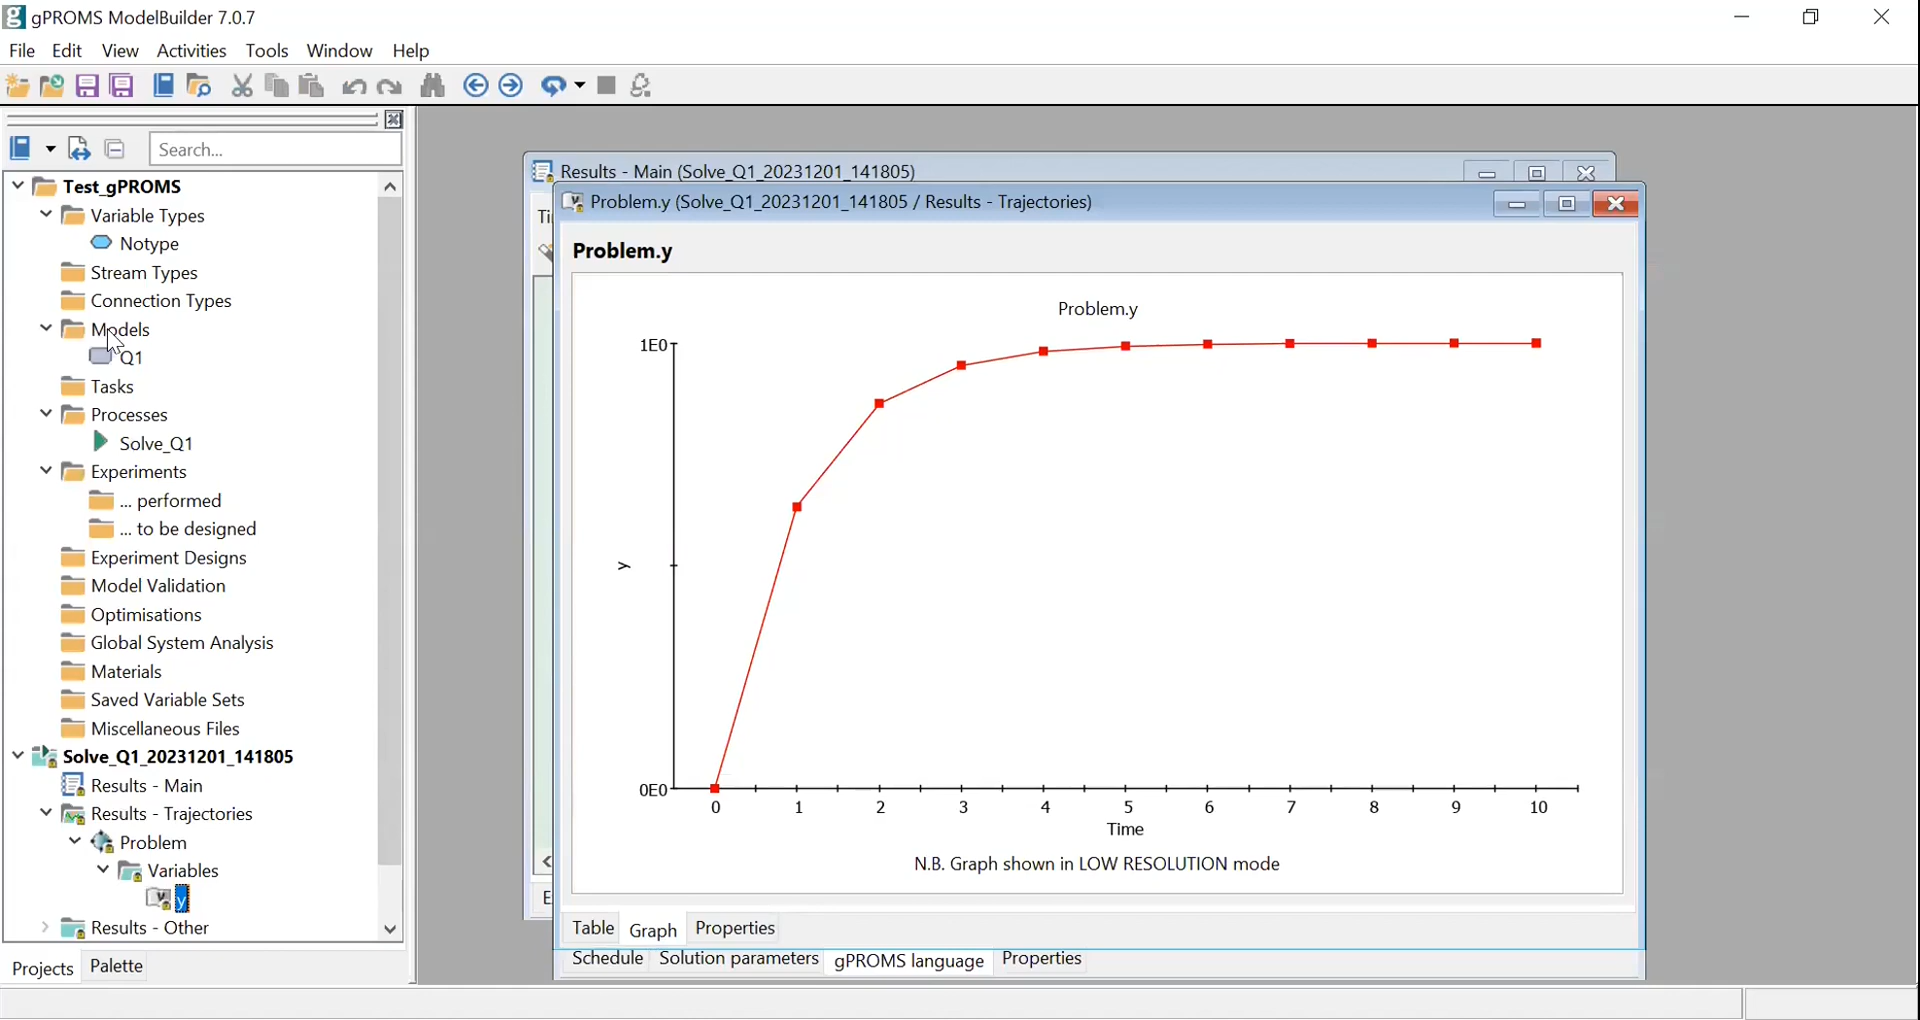 gPROMS ModelBuilder 7.0.7
File Edit View Activities Tools Window Help
Search...
Test_gPROMS
Variable Types
Notype
Stream Types
Connection Types
Models
Q1
Tasks
Processes
Solve_Q1
Experiments
... performed
... to be designed
Experiment Designs
Model Validation
Optimisations
Global System Analysis
Materials
Saved Variable Sets
Miscellaneous Files
Solve_Q1_20231201_141805
Results - Main
Results - Trajectories
Problem
Variables
y
Results - Other
Projects Palette
Results - Main (Solve_Q1_20231201_141805)
Problem.y (Solve_Q1_20231201_141805 / Results - Trajectories)
Problem.y
Problem.y
1E0
y
0E0
0 1 2 3 4 5 6 7 8 9 10
Time
N.B. Graph shown in LOW RESOLUTION mode
Table Graph Properties
Schedule Solution parameters gPROMS language Properties